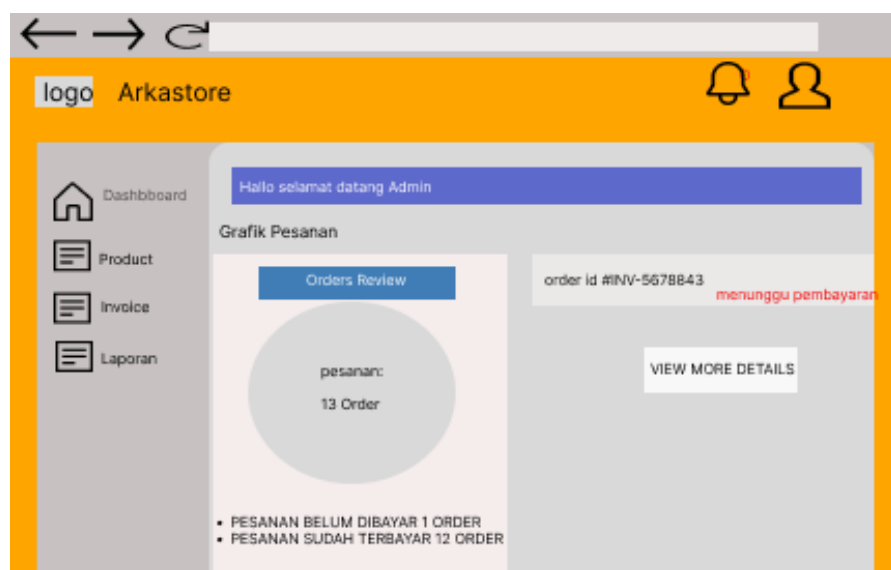 logo Arkastore
Dashbboard
Product
Invoice
Laporan
Hallo selamat datang Admin
Grafik Pesanan
Orders Review
pesanan:
13 Order
• PESANAN BELUM DIBAYAR 1 ORDER
• PESANAN SUDAH TERBAYAR 12 ORDER
order id #INV-5678843
menunggu pembayaran
VIEW MORE DETAILS